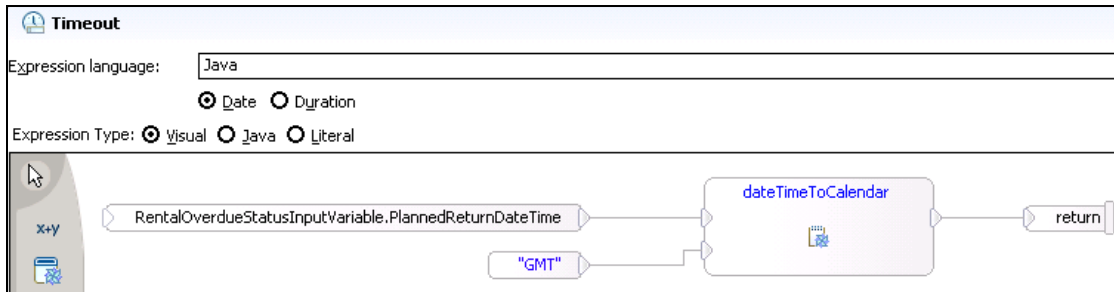 Timeout
Expression language: Java
Date Duration
Expression Type: Visual Java Literal
dateTimeToCalendar
x+y RentalOverdueStatusInputVariable.PlannedReturnDateTime return
"GMT"